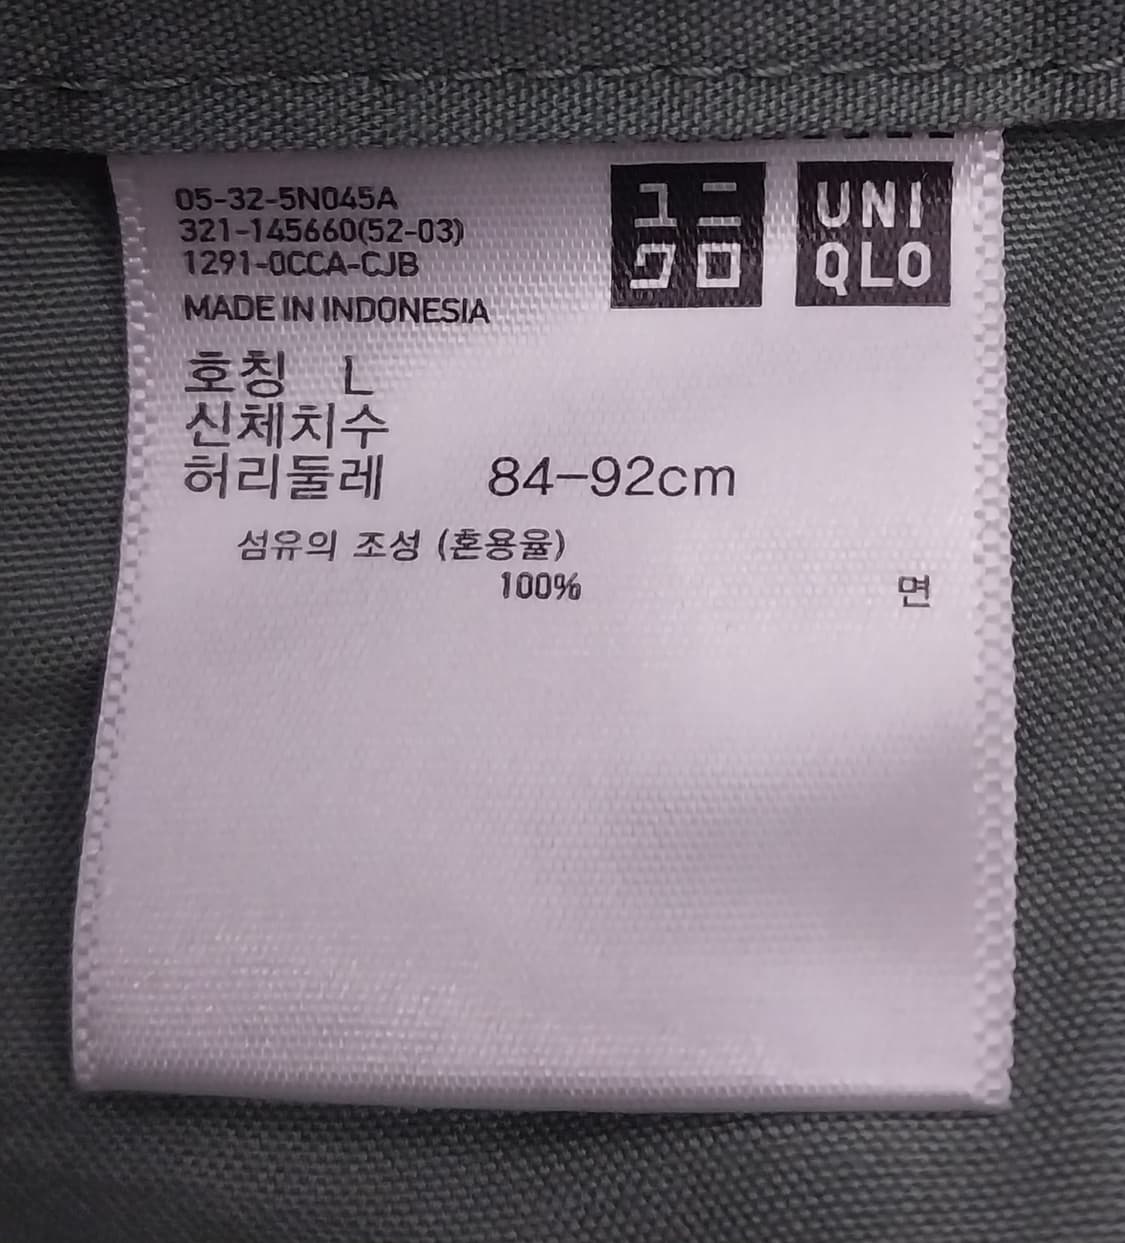 05-32-5N045A
321-145660(52-03)
1291-0CCA-CJB
MADE IN INDONESIA
ユニ
クロ
UNI
QLO
호칭 L
신체치수
허리둘레 84-92cm
섬유의 조성 (혼용율)
100% 면